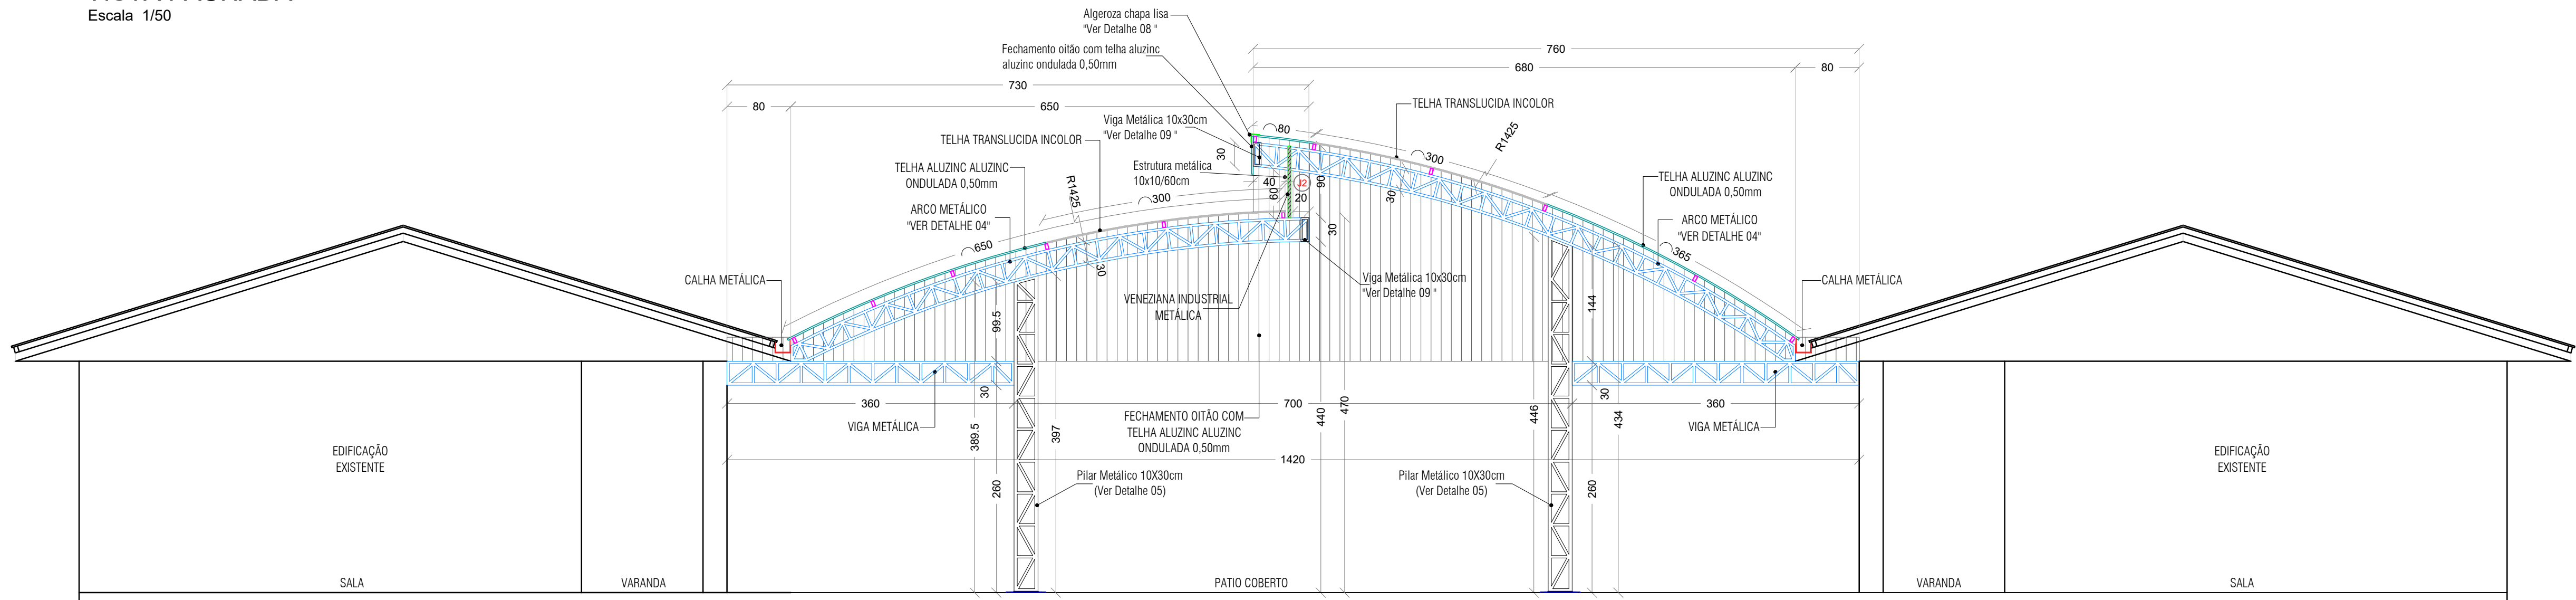 Escala 1/50
Algeroza chapa lisa
"Ver Detalhe 08 "
Fechamento oitão com telha aluzinc
aluzinc ondulada 0,50mm
760
680
80
730
80
650
TELHA TRANSLUCIDA INCOLOR
Viga Metálica 10x30cm
"Ver Detalhe 09 "
80
R1425
TELHA TRANSLUCIDA INCOLOR
30
300
TELHA ALUZINC ALUZINC
ONDULADA 0,50mm
Estrutura metálica
10x10/60cm
40
J2
90
60
20
30
TELHA ALUZINC ALUZINC
ONDULADA 0,50mm
R1425
300
ARCO METÁLICO
"VER DETALHE 04"
ARCO METÁLICO
"VER DETALHE 04"
650
30
365
30
CALHA METÁLICA
Viga Metálica 10x30cm
"Ver Detalhe 09 "
CALHA METÁLICA
VENEZIANA INDUSTRIAL
METÁLICA
99.5
144
30
30
360
700
360
FECHAMENTO OITÃO COM
TELHA ALUZINC ALUZINC
ONDULADA 0,50mm
VIGA METÁLICA
VIGA METÁLICA
389.5
397
440
470
446
434
EDIFICAÇÃO
EXISTENTE
1420
EDIFICAÇÃO
EXISTENTE
Pilar Metálico 10X30cm
(Ver Detalhe 05)
Pilar Metálico 10X30cm
(Ver Detalhe 05)
260
260
SALA
VARANDA
PATIO COBERTO
VARANDA
SALA